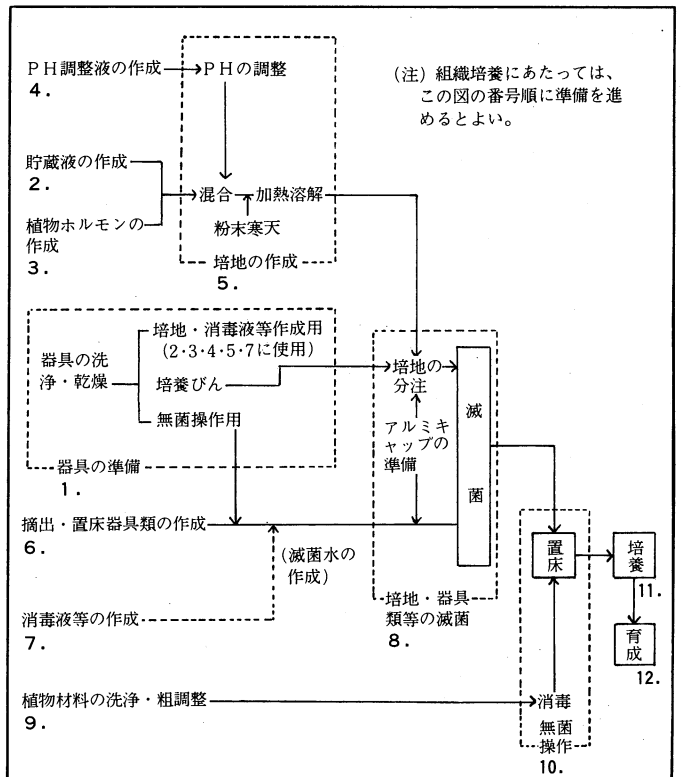 PH調整液の作成
PHの調整
4.
(注)組織培養にあたっては、
この図の番号順に準備を進
めるとよい。
貯蔵液の作成
2.
混合
加熱溶解
植物ホルモンの
作成
3.
粉末寒天
培地の作成
5.
器具の洗
浄・乾燥
培地・消毒液等作成用
(2・3・4・5・7に使用)
培養びん
無菌操作用
器具の準備
1.
培地の
分注
アルミキ
ャップの
準備
滅
菌
摘出・置床器具類の作成
6.
(滅菌水の
作成)
消毒液等の作成
7.
培地・器具
類等の滅菌
8.
置床
培養
11.
育成
12.
植物材料の洗浄・粗調整
9.
消毒
無菌
操作
10.